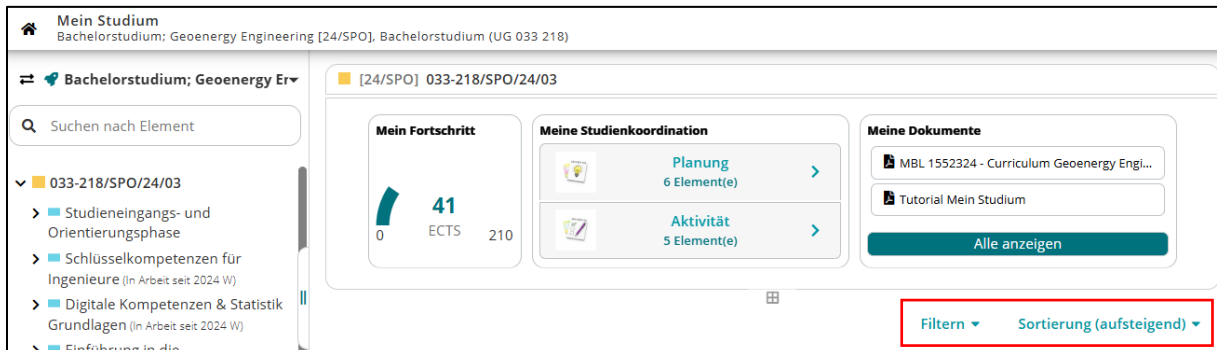 Mein Studium
Bachelorstudium; Geoenergy Engineering [24/SPO], Bachelorstudium (UG 033 218)
Bachelorstudium; Geoenergy Er
Suchen nach Element
033-218/SPO/24/03
Studieneingangs- und
Orientierungsphase
Schlüsselkompetenzen für
Ingenieure (In Arbeit seit 2024 W)
Digitale Kompetenzen & Statistik
Grundlagen (In Arbeit seit 2024 W)
Einführung in die
[24/SPO] 033-218/SPO/24/03
Mein Fortschritt
41
ECTS
0
210
Meine Studienkoordination
Planung
6 Element(e)
Aktivität
5 Element(e)
Meine Dokumente
MBL 1552324 - Curriculum Geoenergy Engi...
Tutorial Mein Studium
Alle anzeigen
Filtern
Sortierung (aufsteigend)